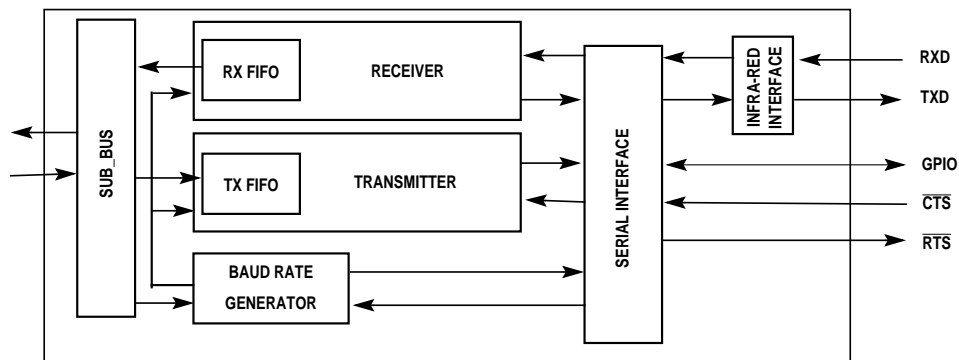 RX FIFO
RECEIVER
SUB_BUS
TX FIFO
TRANSMITTER
BAUD RATE
GENERATOR
SERIAL INTERFACE
INFRA-RED
INTERFACE
RXD
TXD
GPIO
CTS
RTS